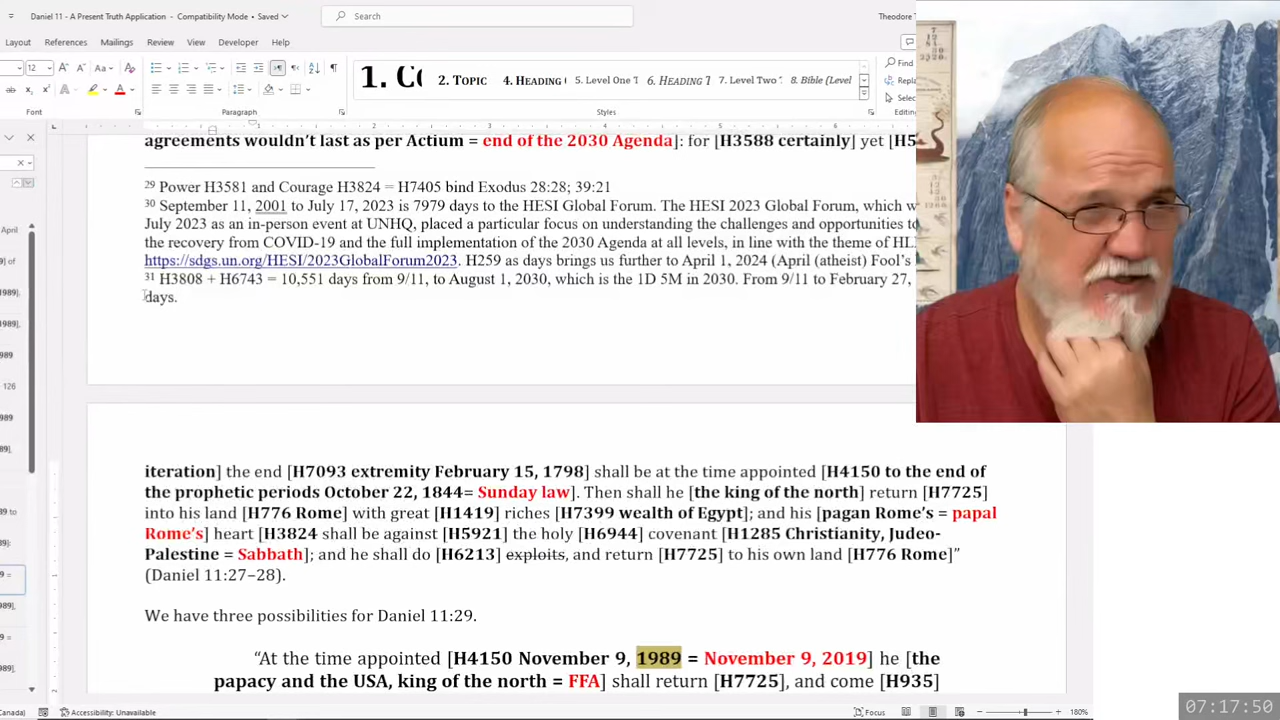 Daniel 11 - A Present Truth Application - Compatibility Mode • Saved
Search
Theodore T
Layout References Mailings Review View Developer Help
12 Aa
Find
Repla
Selec
1. Co 2. TOPIC 4. HEADING 5. Level One T 6. HEADING T 7. Level Two 8. Bible (Level
Font Paragraph Styles
agreements wouldn't last as per Actium = end of the 2030 Agenda]: for [H3588 certainly] yet [H5
29 Power H3581 and Courage H3824 = H7405 bind Exodus 28:28; 39:21
30 September 11, 2001 to July 17, 2023 is 7979 days to the HESI Global Forum. The HESI 2023 Global Forum, which w
July 2023 as an in-person event at UNHQ, placed a particular focus on understanding the challenges and opportunities to
the recovery from COVID-19 and the full implementation of the 2030 Agenda at all levels, in line with the theme of HL
https://sdgs.un.org/HESI/2023GlobalForum2023. H259 as days brings us further to April 1, 2024 (April (atheist) Fool's
31 H3808 + H6743 = 10,551 days from 9/11, to August 1, 2030, which is the 1D 5M in 2030. From 9/11 to February 27,
days.
iteration] the end [H7093 extremity February 15, 1798] shall be at the time appointed [H4150 to the end of
the prophetic periods October 22, 1844= Sunday law]. Then shall he [the king of the north] return [H7725]
into his land [H776 Rome] with great [H1419] riches [H7399 wealth of Egypt]; and his [pagan Rome's = papal
Rome's] heart [H3824 shall be against [H5921] the holy [H6944] covenant [H1285 Christianity, Judeo-
Palestine = Sabbath]; and he shall do [H6213] exploits, and return [H7725] to his own land [H776 Rome]"
(Daniel 11:27–28).
We have three possibilities for Daniel 11:29.
"At the time appointed [H4150 November 9, 1989 = November 9, 2019] he [the
papacy and the USA, king of the north = FFA] shall return [H7725], and come [H935]
Canada) Accessibility: Unavailable Focus 180%
07:17:50